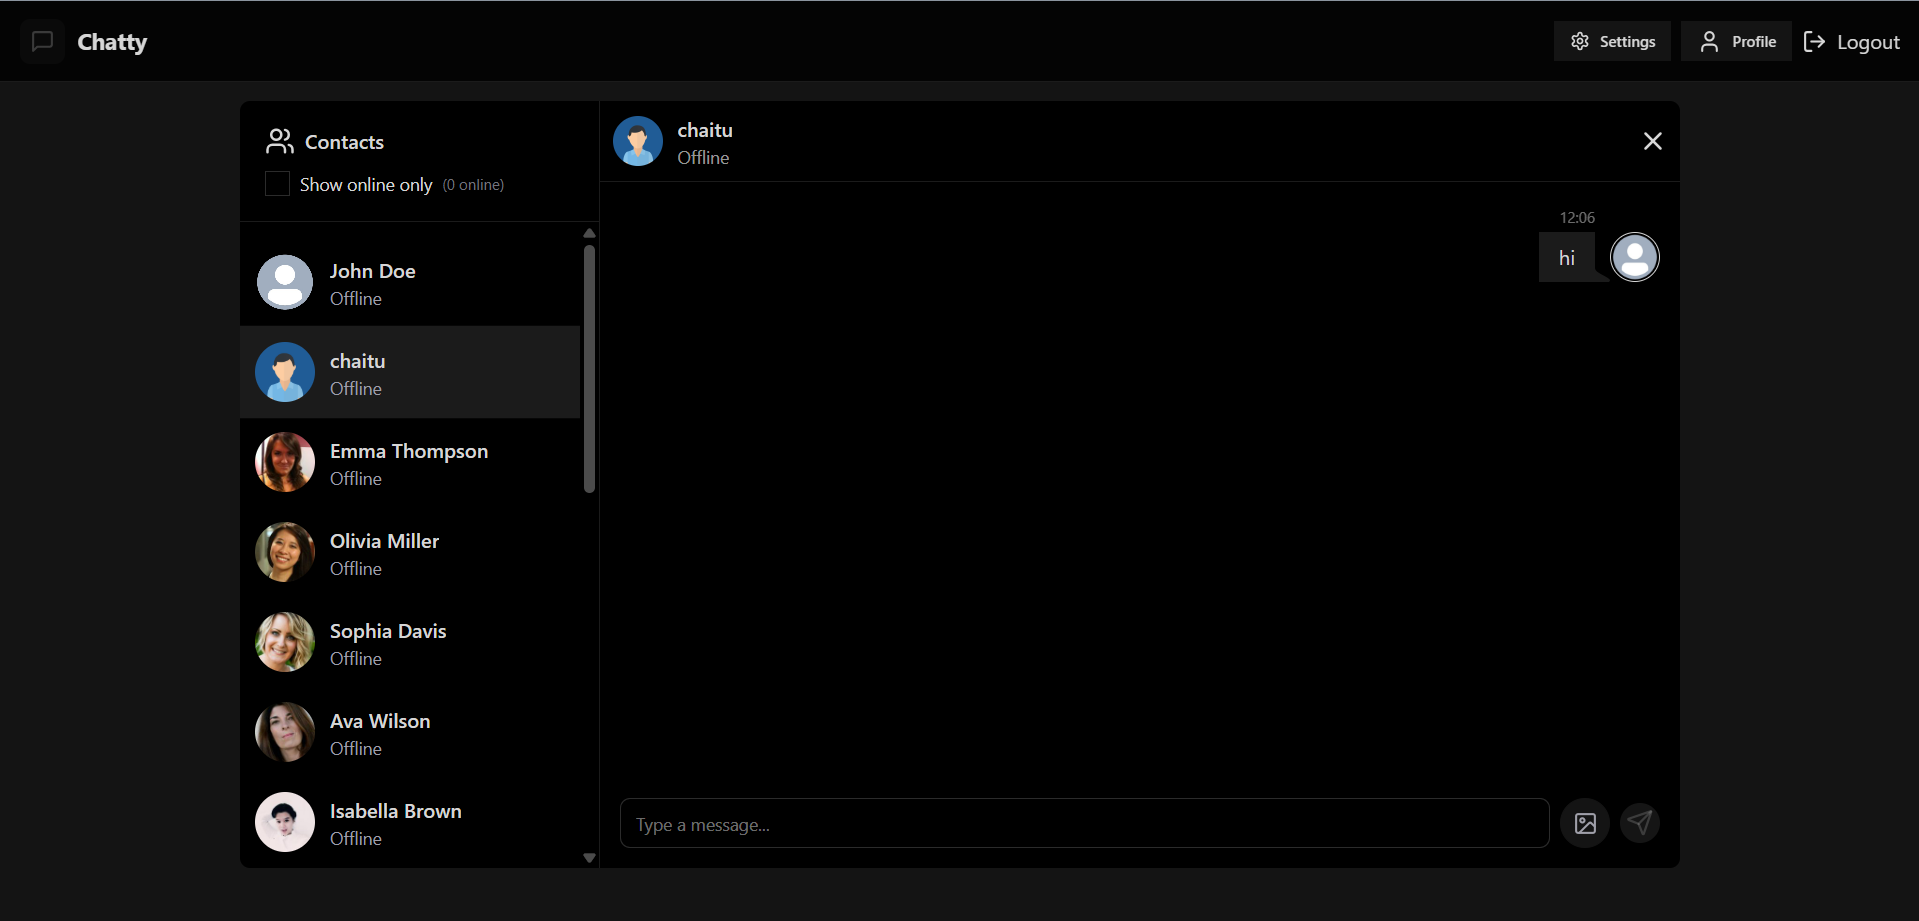 Chatty
Settings
Profile
Logout
Contacts
Show online only (0 online)
John Doe
Offline
chaitu
Offline
Emma Thompson
Offline
Olivia Miller
Offline
Sophia Davis
Offline
Ava Wilson
Offline
Isabella Brown
Offline
chaitu
Offline
12:06
hi
Type a message...